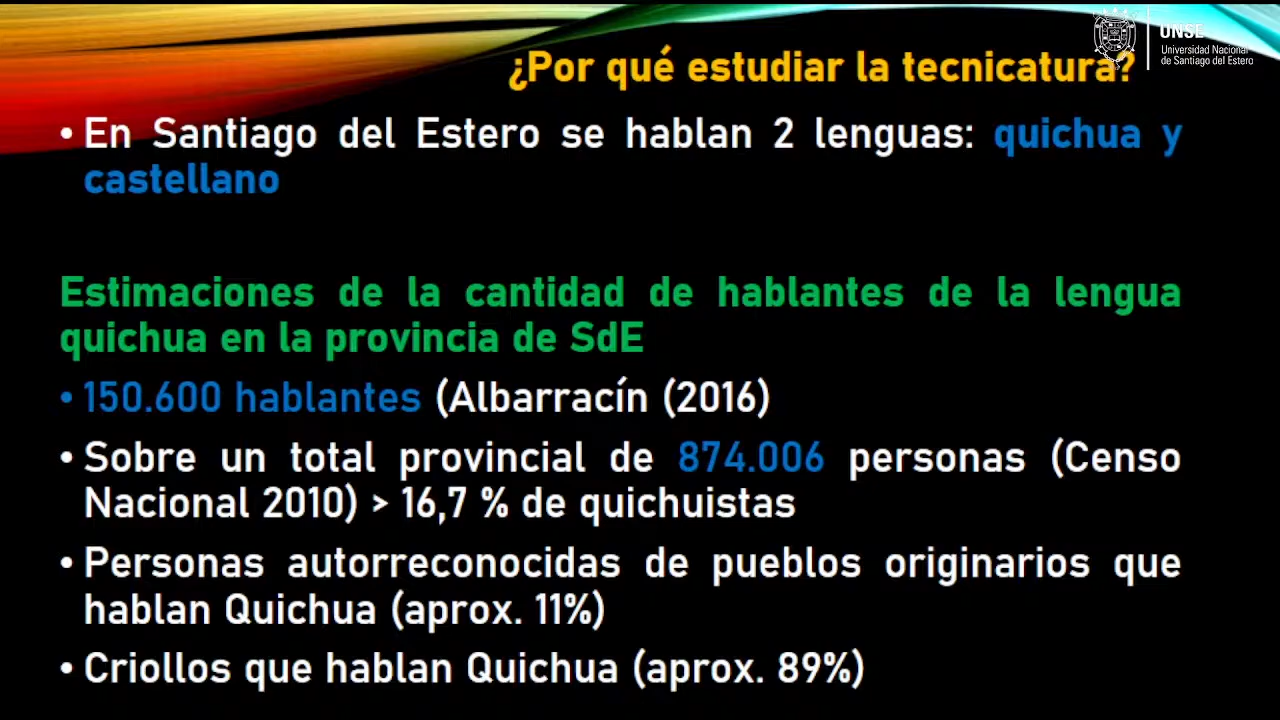 UNSE
Universidad Nacional
de Santiago del Estero
¿Por qué estudiar la tecnicatura?
• En Santiago del Estero se hablan 2 lenguas: quichua y
castellano
Estimaciones de la cantidad de hablantes de la lengua
quichua en la provincia de SdE
• 150.600 hablantes (Albarracín (2016)
• Sobre un total provincial de 874.006 personas (Censo
Nacional 2010) > 16,7 % de quichuistas
• Personas autorreconocidas de pueblos originarios que
hablan Quichua (aprox. 11%)
• Criollos que hablan Quichua (aprox. 89%)